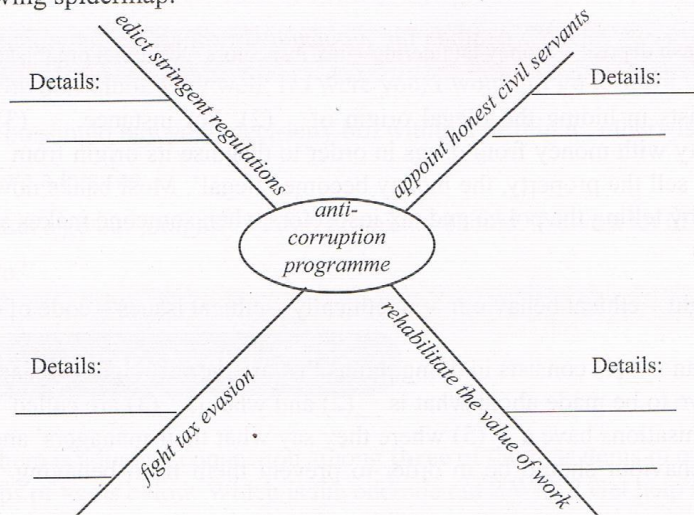 wing spidermap:
edict stringent regulations
appoint honest civil servants
Details:
Details:
anti-
corruption
programme
Details:
Details:
fight tax evasion
rehabilitate the value of work